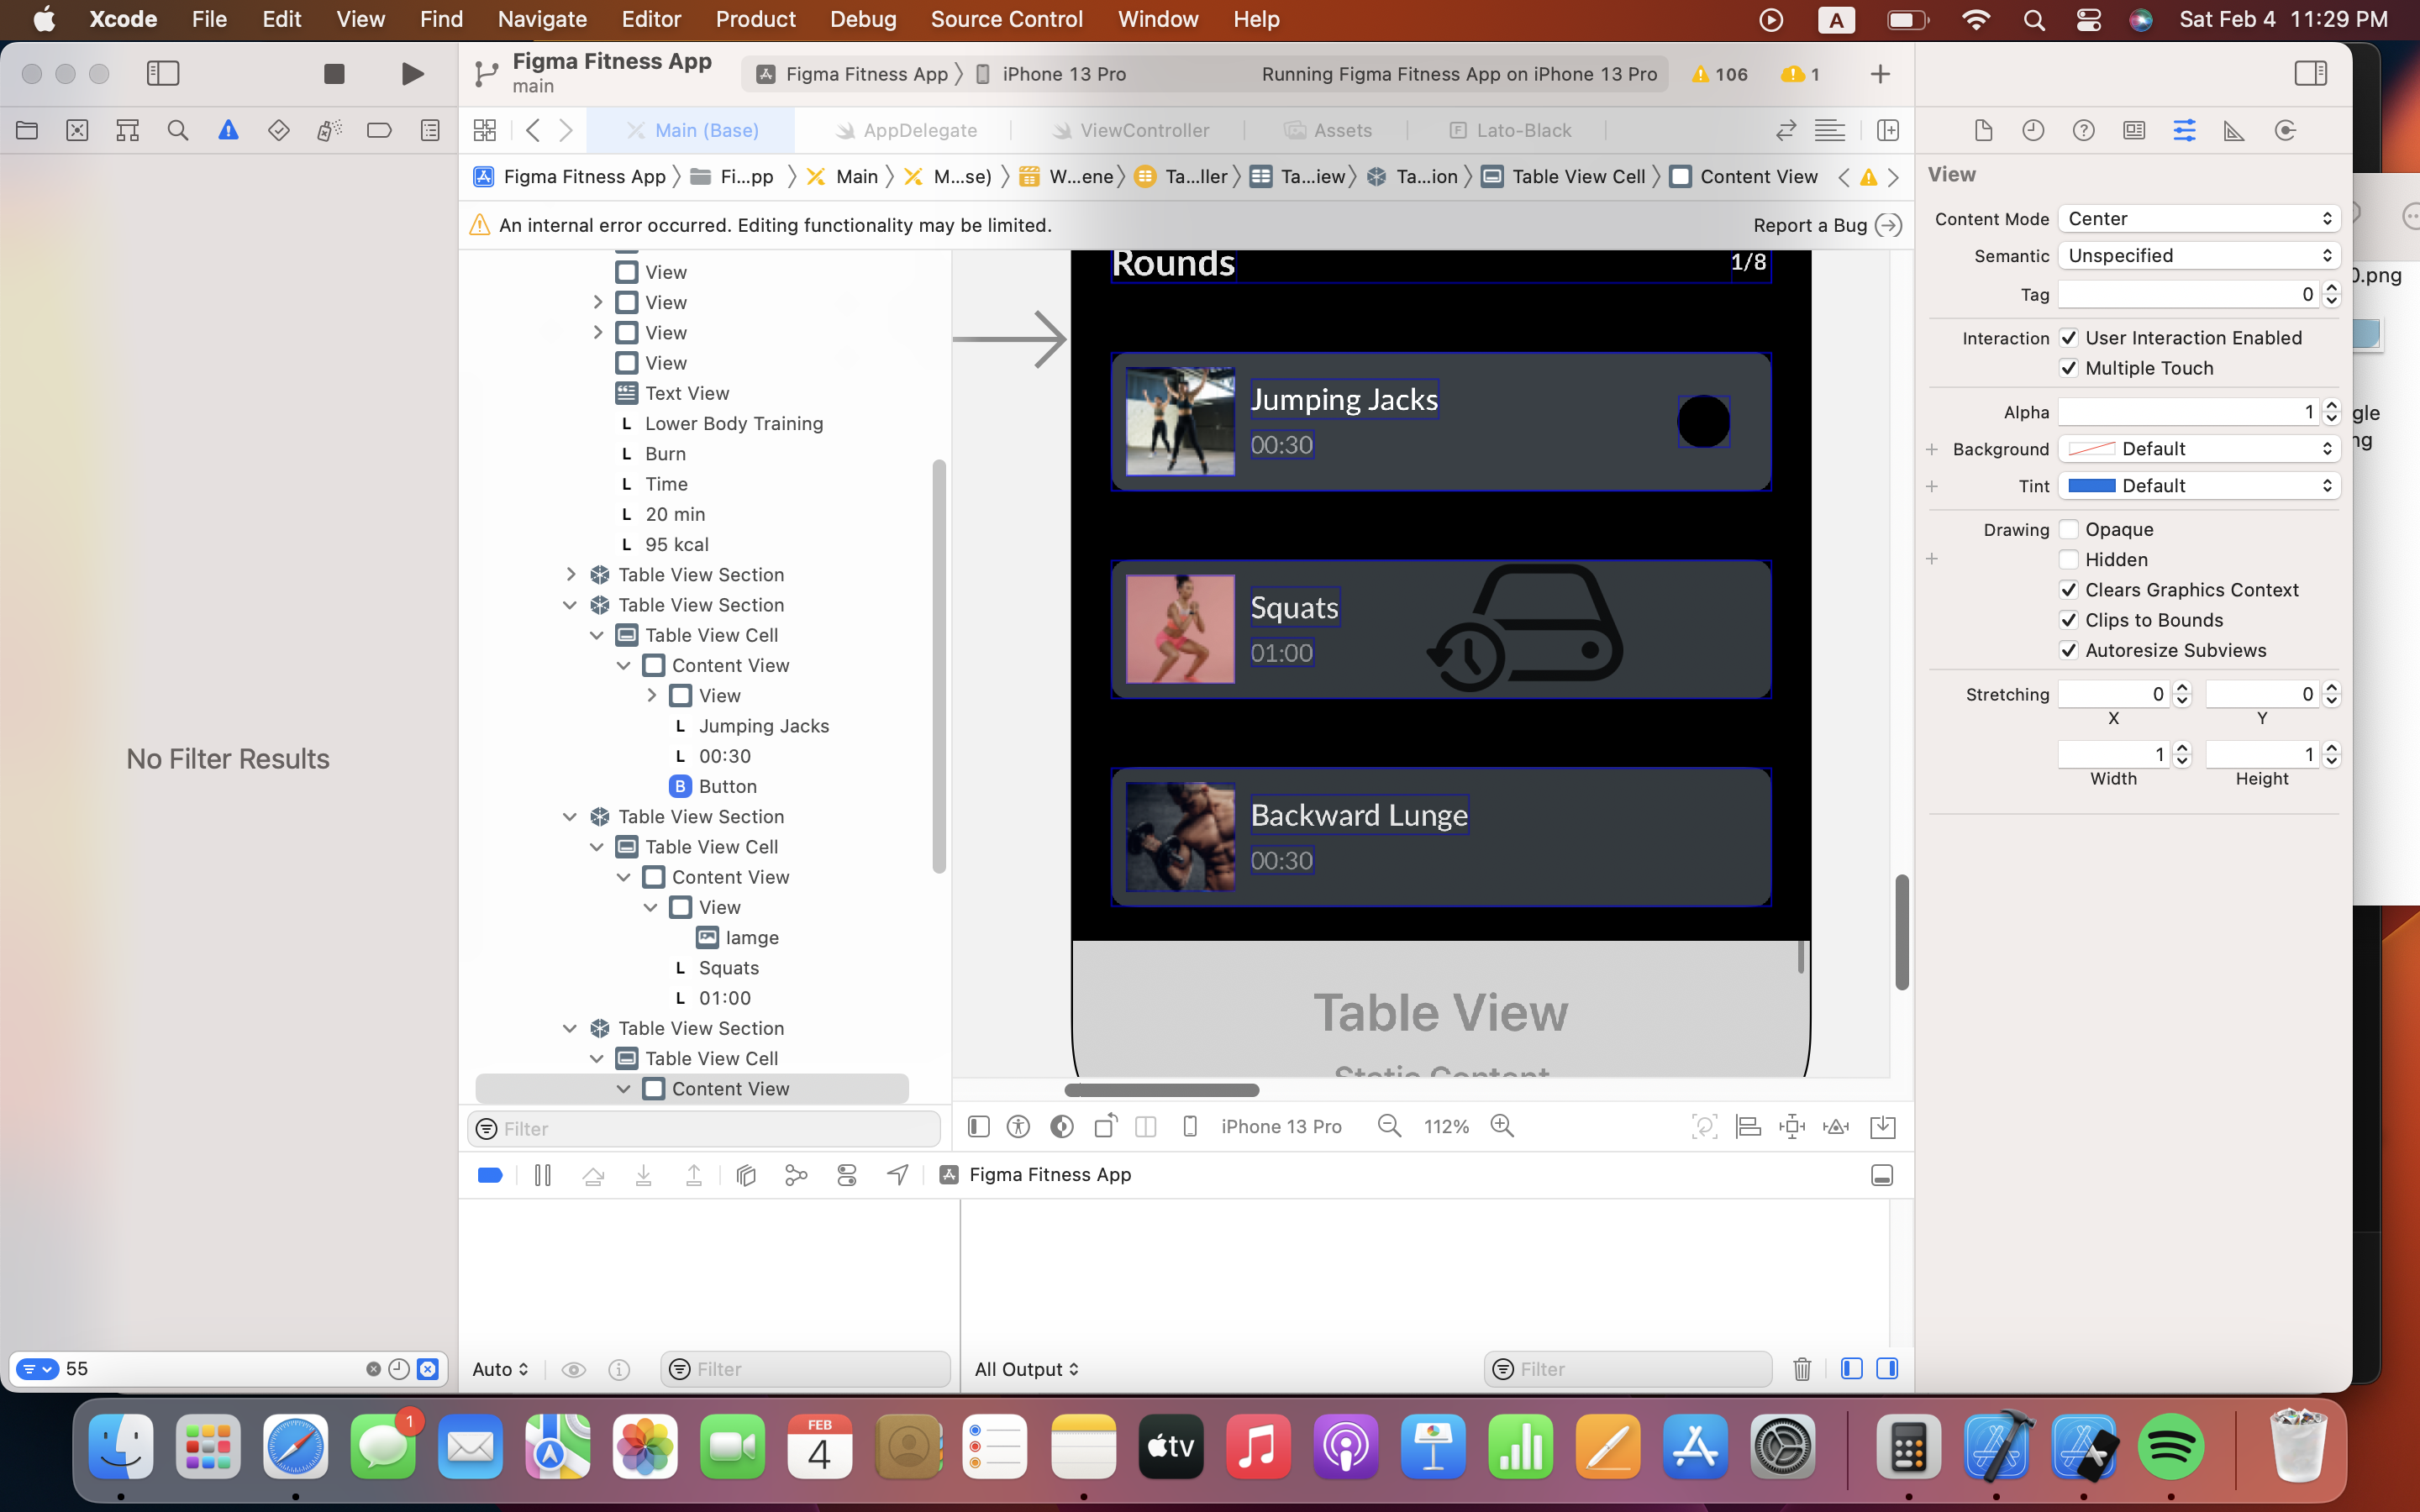 Xcode File Edit View Find Navigate Editor Product Debug Source Control Window Help A Sat Feb 4 11:29 PM
Figma Fitness App
main
Figma Fitness App iPhone 13 Pro Running Figma Fitness App on iPhone 13 Pro 106 1
Main (Base) AppDelegate ViewController Assets Lato-Black
Figma Fitness App Fi...pp Main M...se) W...ene Ta...ller Ta...iew Ta...ion Table View Cell Content View
An internal error occurred. Editing functionality may be limited. Report a Bug
No Filter Results
55
View
View
View
View
Text View
L Lower Body Training
L Burn
L Time
L 20 min
L 95 kcal
Table View Section
Table View Section
Table View Cell
Content View
View
L Jumping Jacks
L 00:30
B Button
Table View Section
Table View Cell
Content View
View
Iamge
L Squats
L 01:00
Table View Section
Table View Cell
Content View
Filter
Rounds 1/8
Jumping Jacks
00:30
Squats
01:00
Backward Lunge
00:30
Table View
Static Content
iPhone 13 Pro 112%
Figma Fitness App
Auto Filter
All Output Filter
View
Content Mode Center
Semantic Unspecified
Tag 0
Interaction User Interaction Enabled
Multiple Touch
Alpha 1
Background Default
Tint Default
Drawing Opaque
Hidden
Clears Graphics Context
Clips to Bounds
Autoresize Subviews
Stretching 0 0
X Y
1 1
Width Height
0.png
gle
ng
1
FEB
4
tv